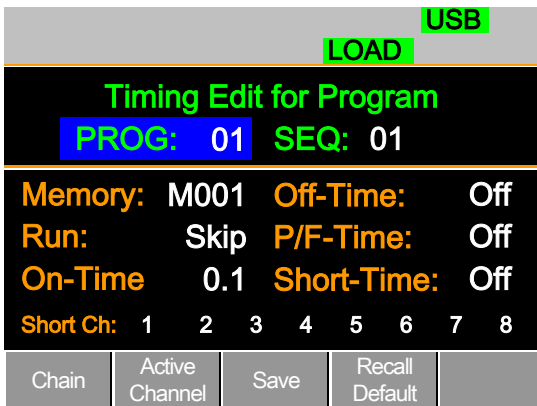 USB
LOAD
Timing Edit for Program
PROG: 01 SEQ: 01
Memory: M001 Off-Time: Off
Run: Skip P/F-Time: Off
On-Time 0.1 Short-Time: Off
Short Ch: 1 2 3 4 5 6 7 8
Chain Active Channel Save Recall Default